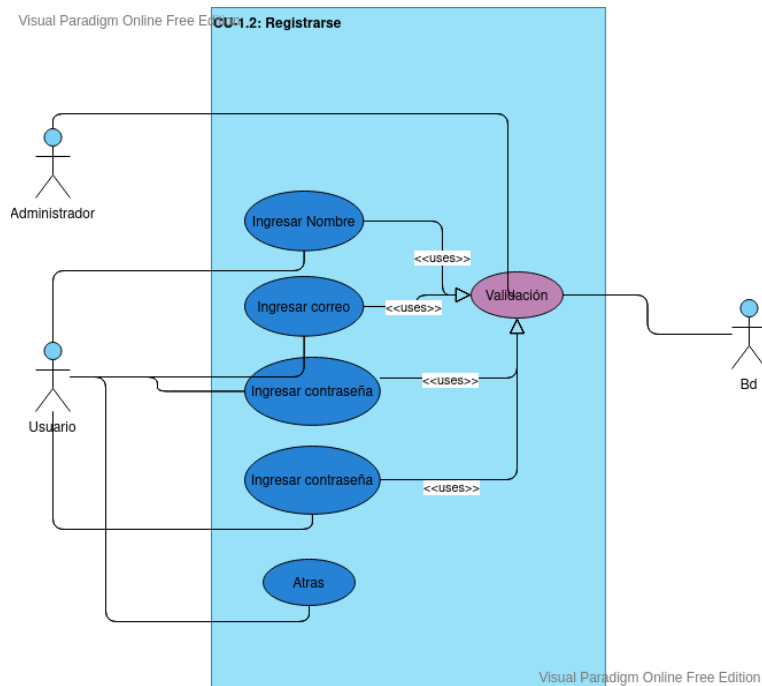 Visual Paradigm Online Free Edition
CU-1.2: Registrarse
Administrador
Ingresar Nombre
<<uses>>
Ingresar correo
<<uses>>
Validación
Usuario
Ingresar contraseña
<<uses>>
Bd
Ingresar contraseña
<<uses>>
Atras
Visual Paradigm Online Free Edition